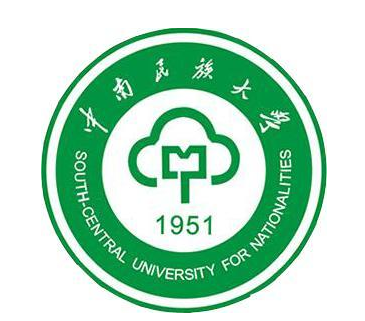 中南民族大学
1951
SOUTH-CENTRAL UNIVERSITY FOR NATIONALITIES